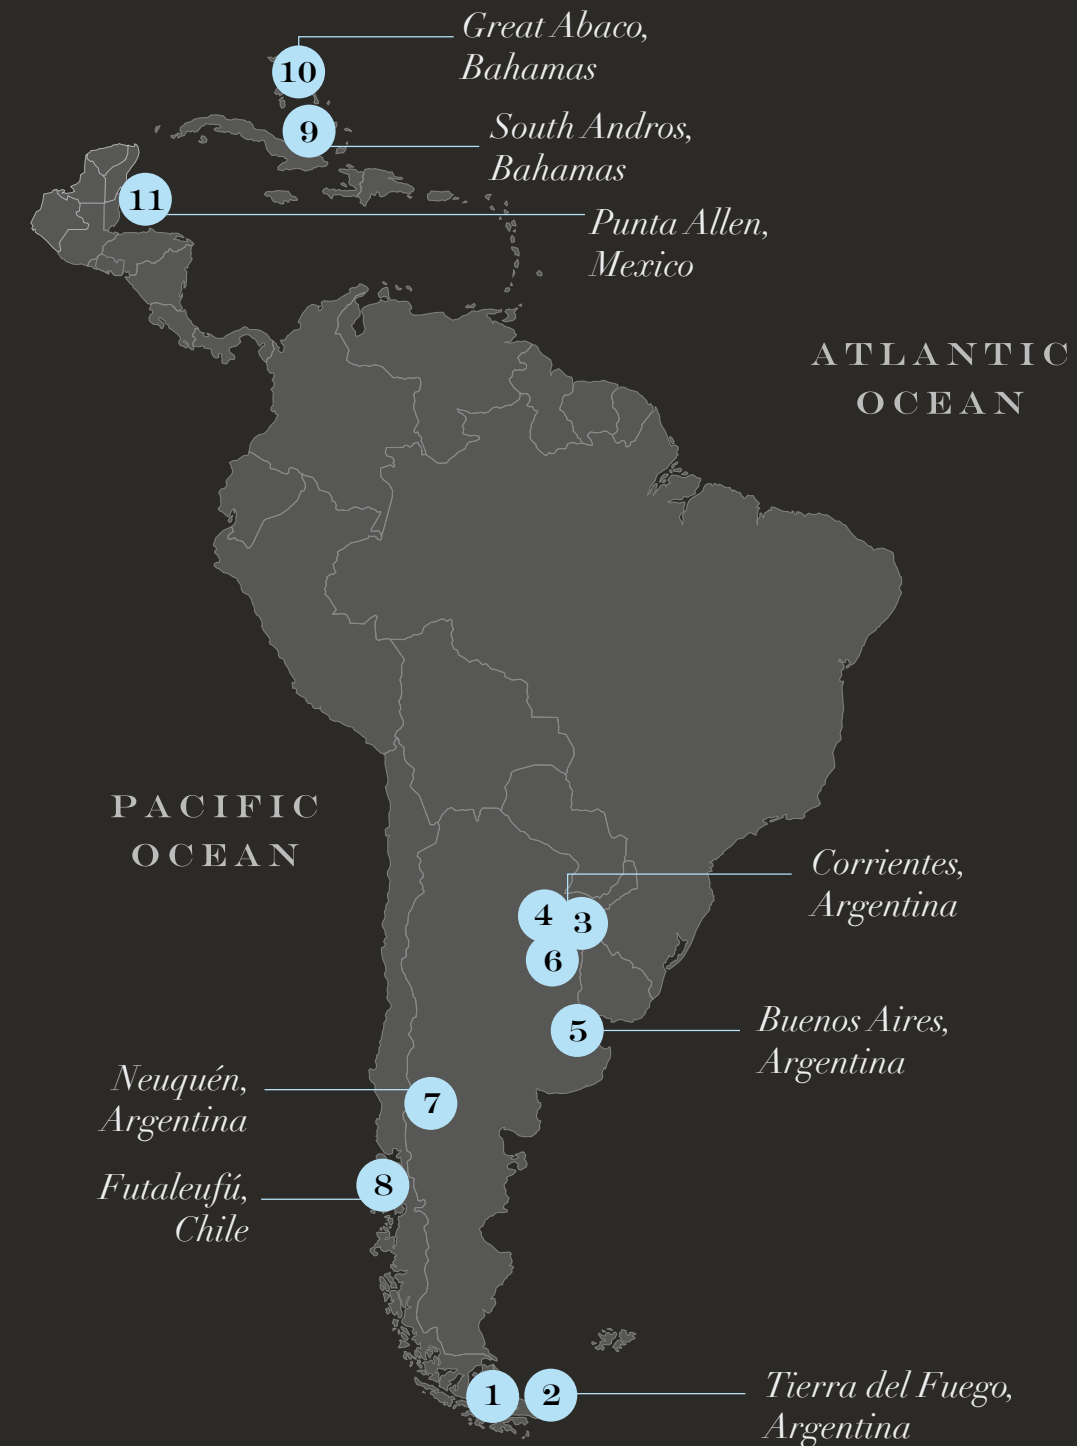 Great Abaco,
Bahamas
10
9
South Andros,
Bahamas
11
Punta Allen,
Mexico
ATLANTIC
OCEAN
PACIFIC
OCEAN
Corrientes,
Argentina
4
3
6
5
Buenos Aires,
Argentina
Neuquén,
Argentina
7
Futaleufú,
Chile
8
1
2
Tierra del Fuego,
Argentina